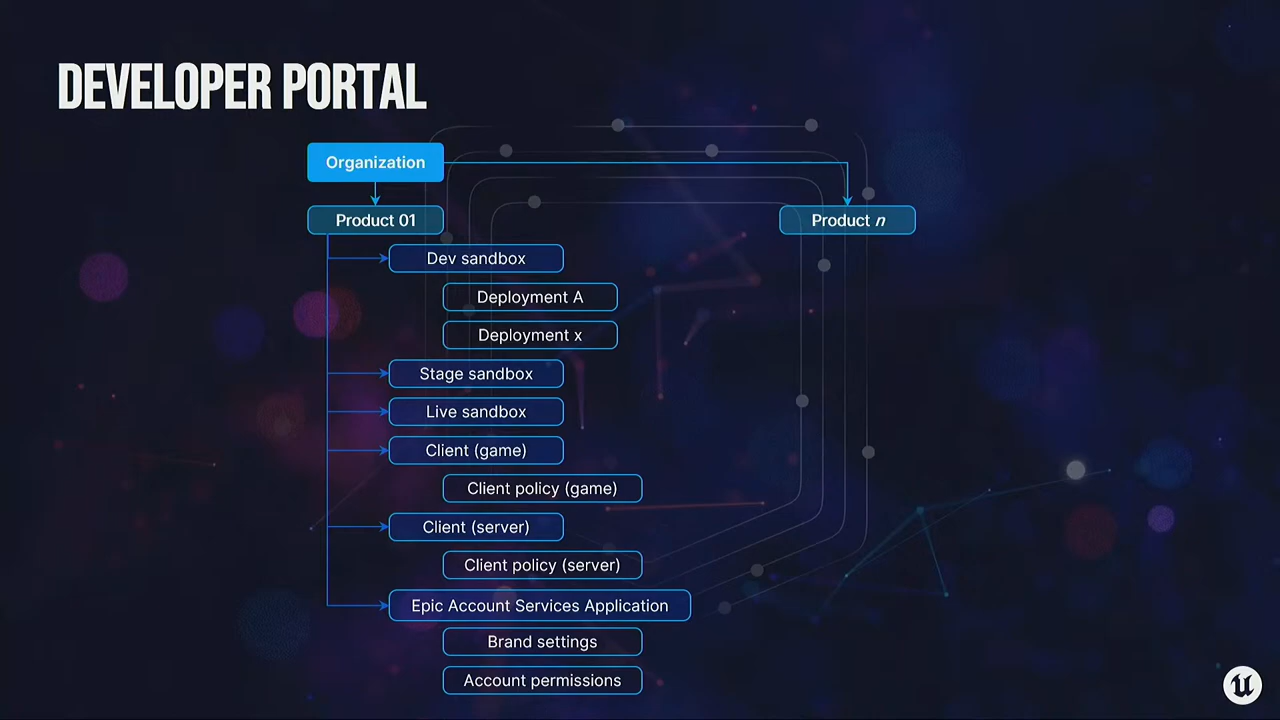 DEVELOPER PORTAL
Organization
Product 01
Product n
Dev sandbox
Deployment A
Deployment x
Stage sandbox
Live sandbox
Client (game)
Client policy (game)
Client (server)
Client policy (server)
Epic Account Services Application
Brand settings
Account permissions